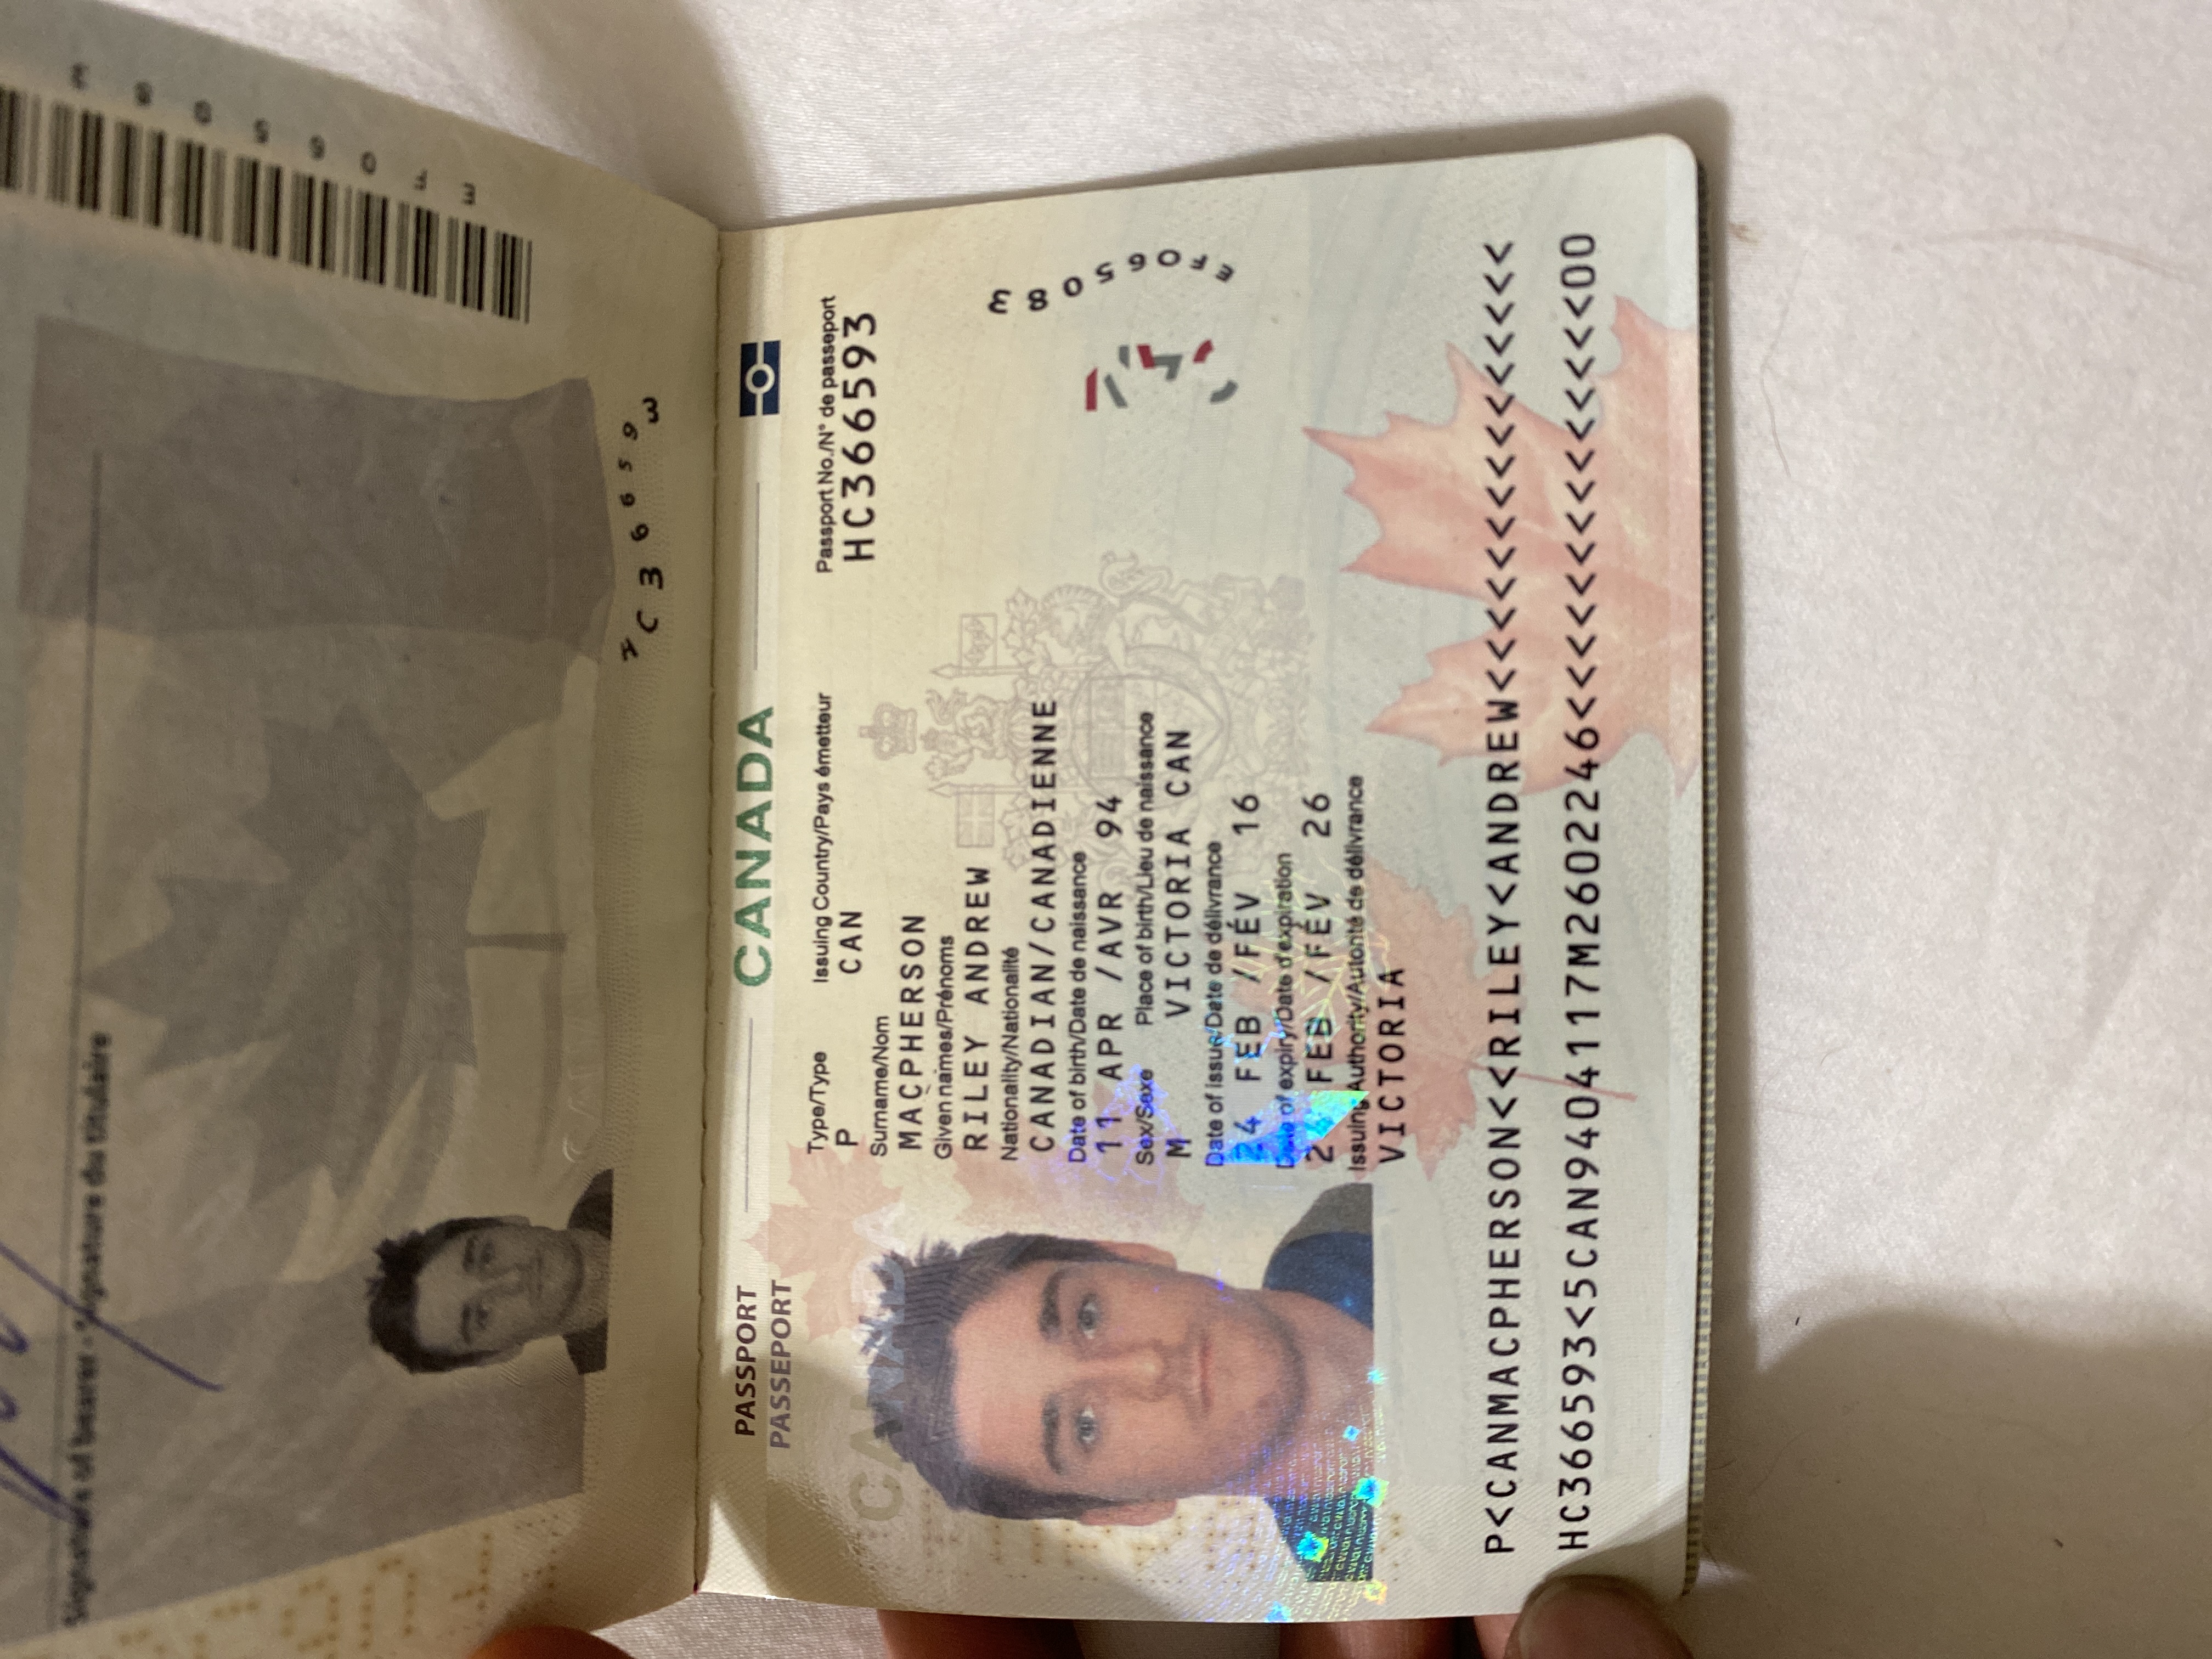 Signature of bearer - Signature du titulaire
EF065083
HC366593
PASSPORT
PASSEPORT
CANADA
CANADA
Type/Type Issuing Country/Pays émetteur Passport No./N° de passeport
P CAN HC366593
Surname/Nom
MACPHERSON
Given names/Prénoms
RILEY ANDREW
Nationality/Nationalité
CANADIAN/CANADIENNE
Date of birth/Date de naissance
11 APR /AVR 94
Sex/Sexe Place of birth/Lieu de naissance
M VICTORIA CAN
Date of issue/Date de délivrance
24 FEB /FÉV 16
Date of expiry/Date d'expiration
24 FEB /FÉV 26
Issuing Authority/Autorité de délivrance
VICTORIA
EF065083
P<CANMACPHERSON<<RILEY<ANDREW<<<<<<<<<<<<<<<
HC366593<5CAN9404117M2602246<<<<<<<<<<<<<<00